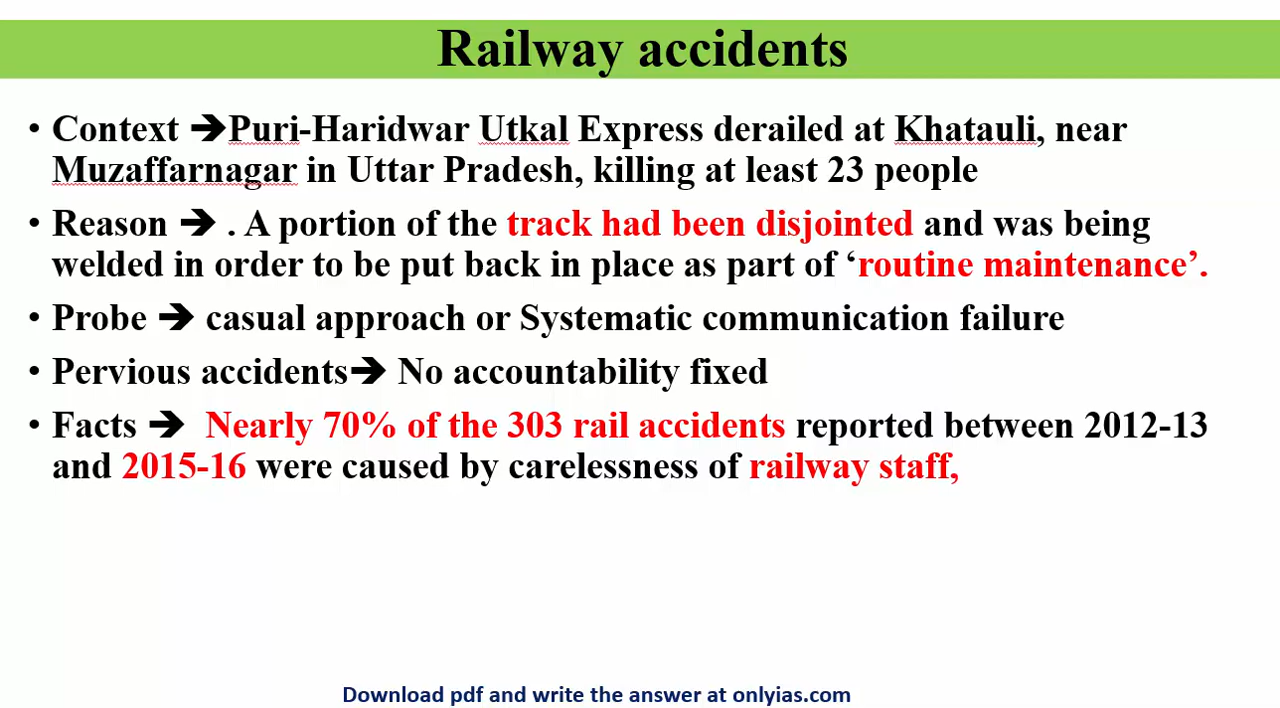 Railway accidents
• Context ➔Puri-Haridwar Utkal Express derailed at Khatauli, near
Muzaffarnagar in Uttar Pradesh, killing at least 23 people
• Reason ➔ . A portion of the track had been disjointed and was being
welded in order to be put back in place as part of ‘routine maintenance’.
• Probe ➔ casual approach or Systematic communication failure
• Pervious accidents➔ No accountability fixed
• Facts ➔ Nearly 70% of the 303 rail accidents reported between 2012-13
and 2015-16 were caused by carelessness of railway staff,
Download pdf and write the answer at onlyias.com